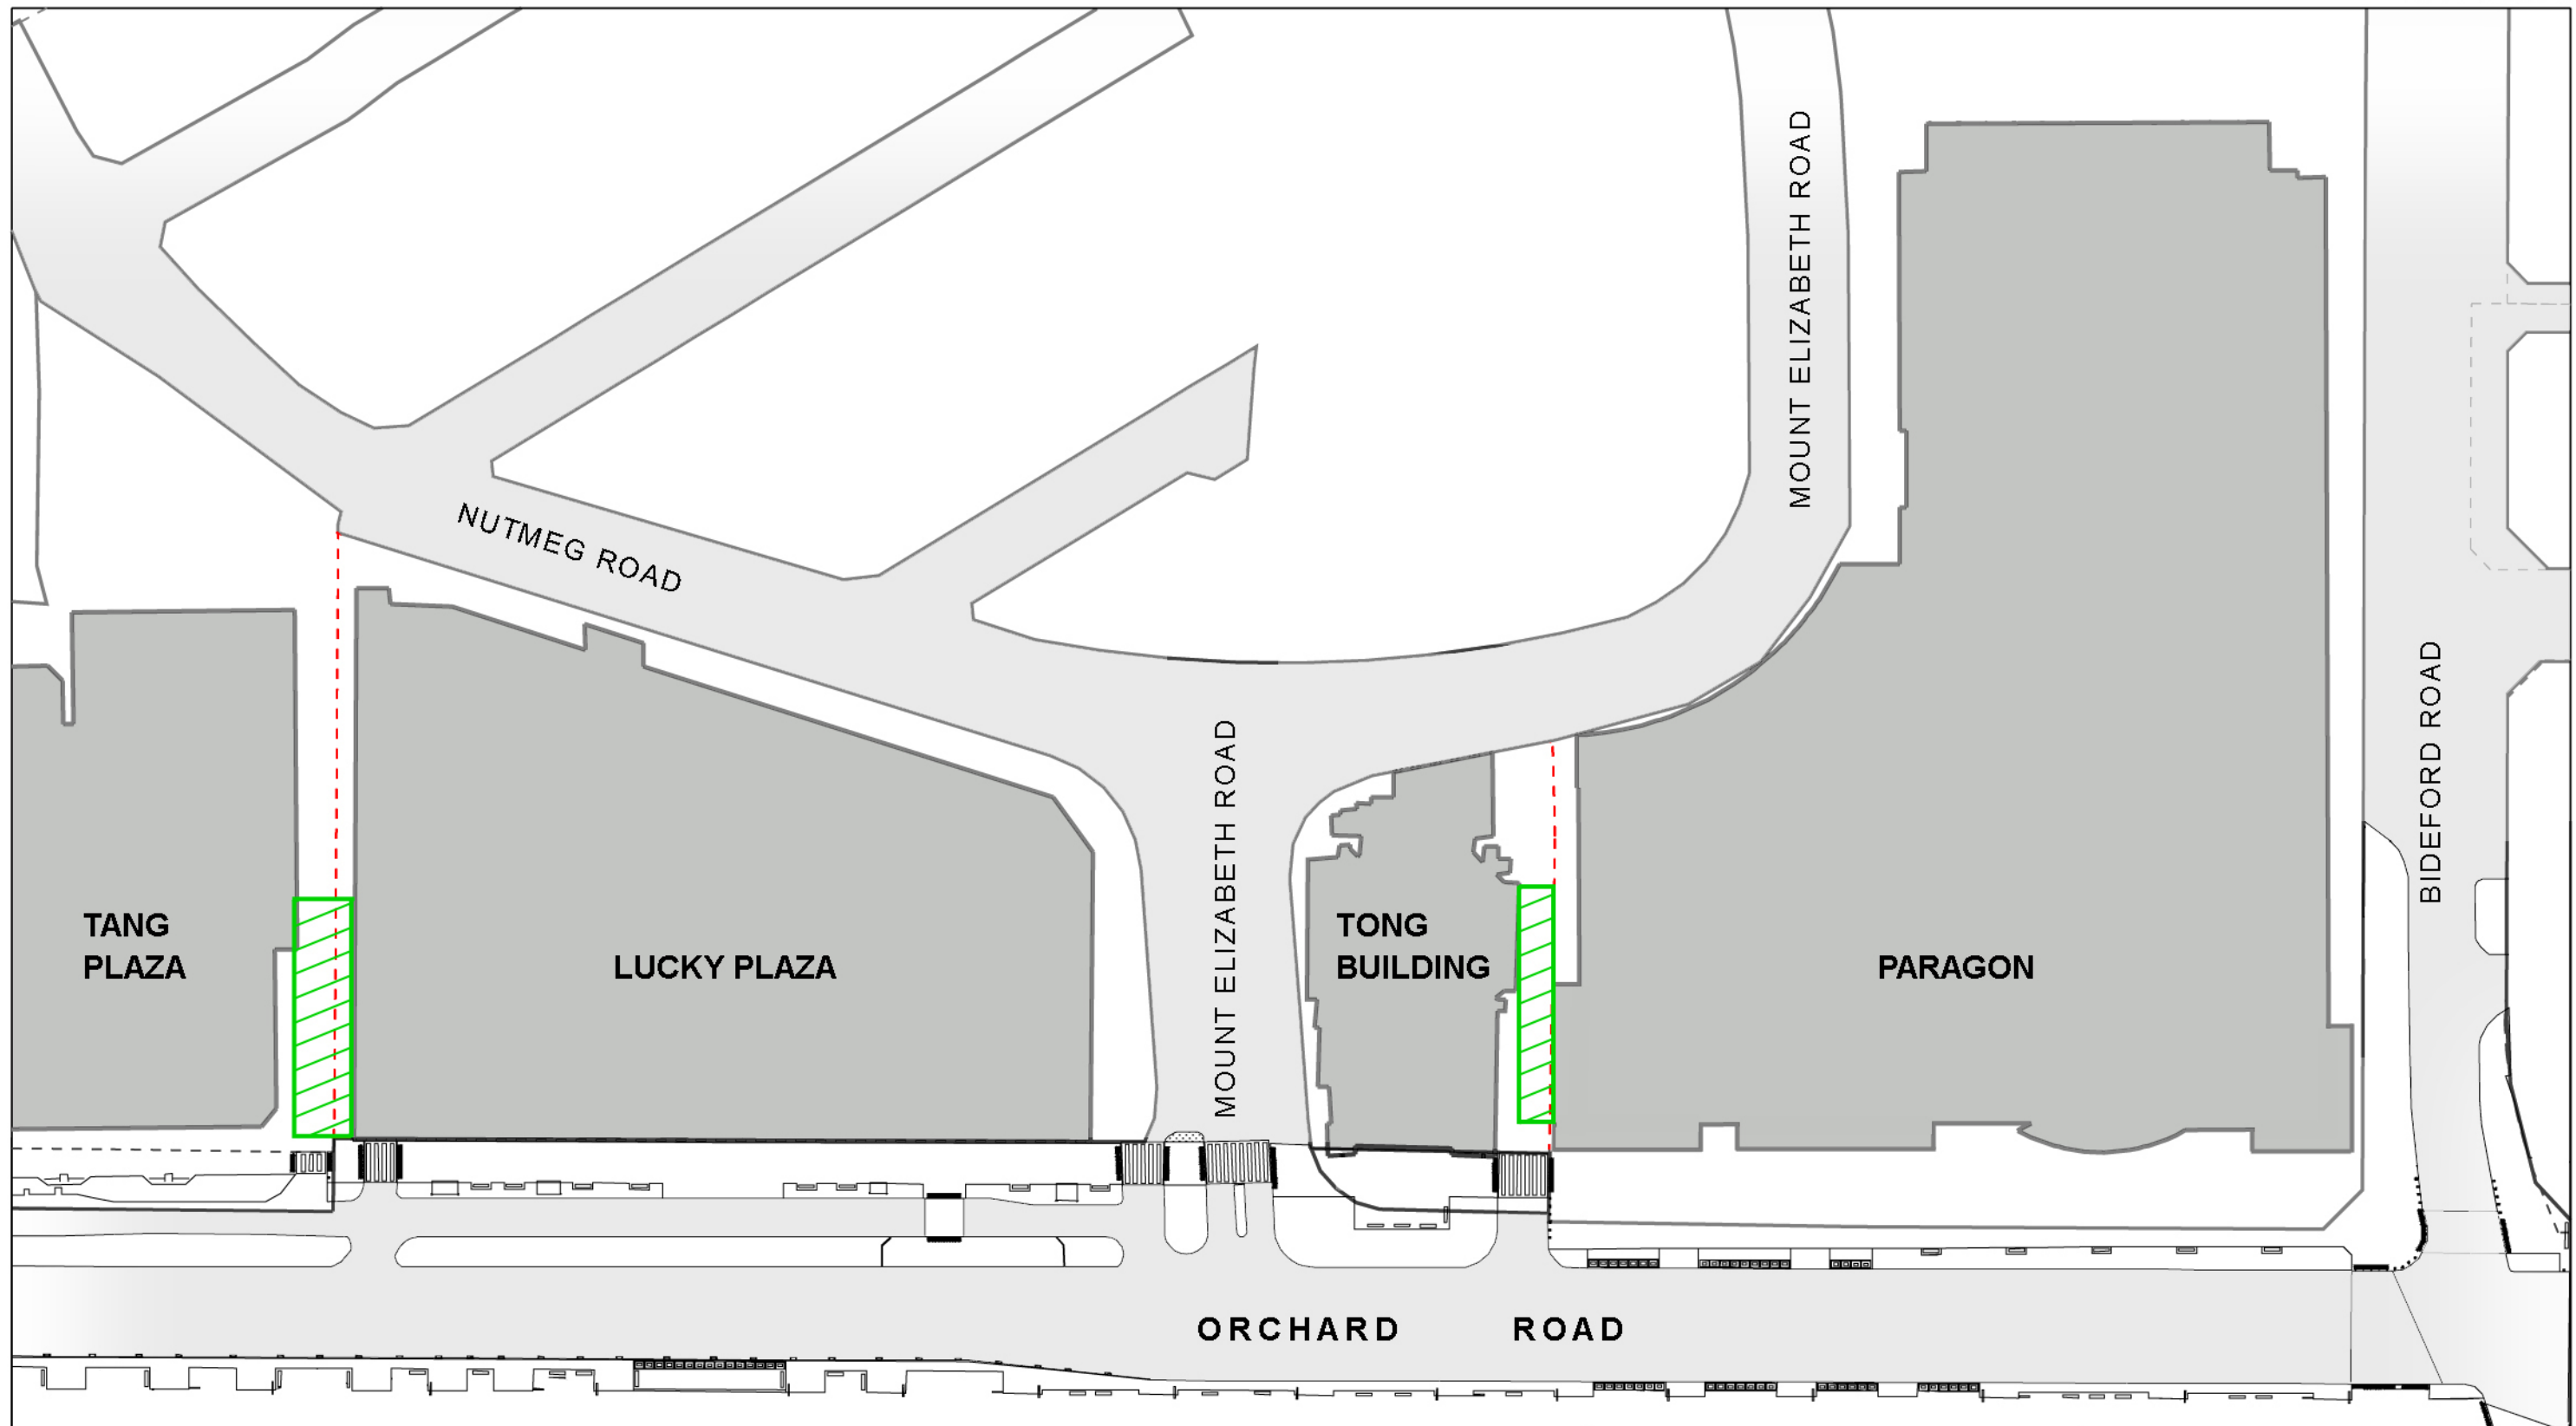 MOUNT ELIZABETH ROAD
NUTMEG ROAD
MOUNT ELIZABETH ROAD
BIDEFORD ROAD
TANG
PLAZA
LUCKY PLAZA
TONG
BUILDING
PARAGON
ORCHARD ROAD